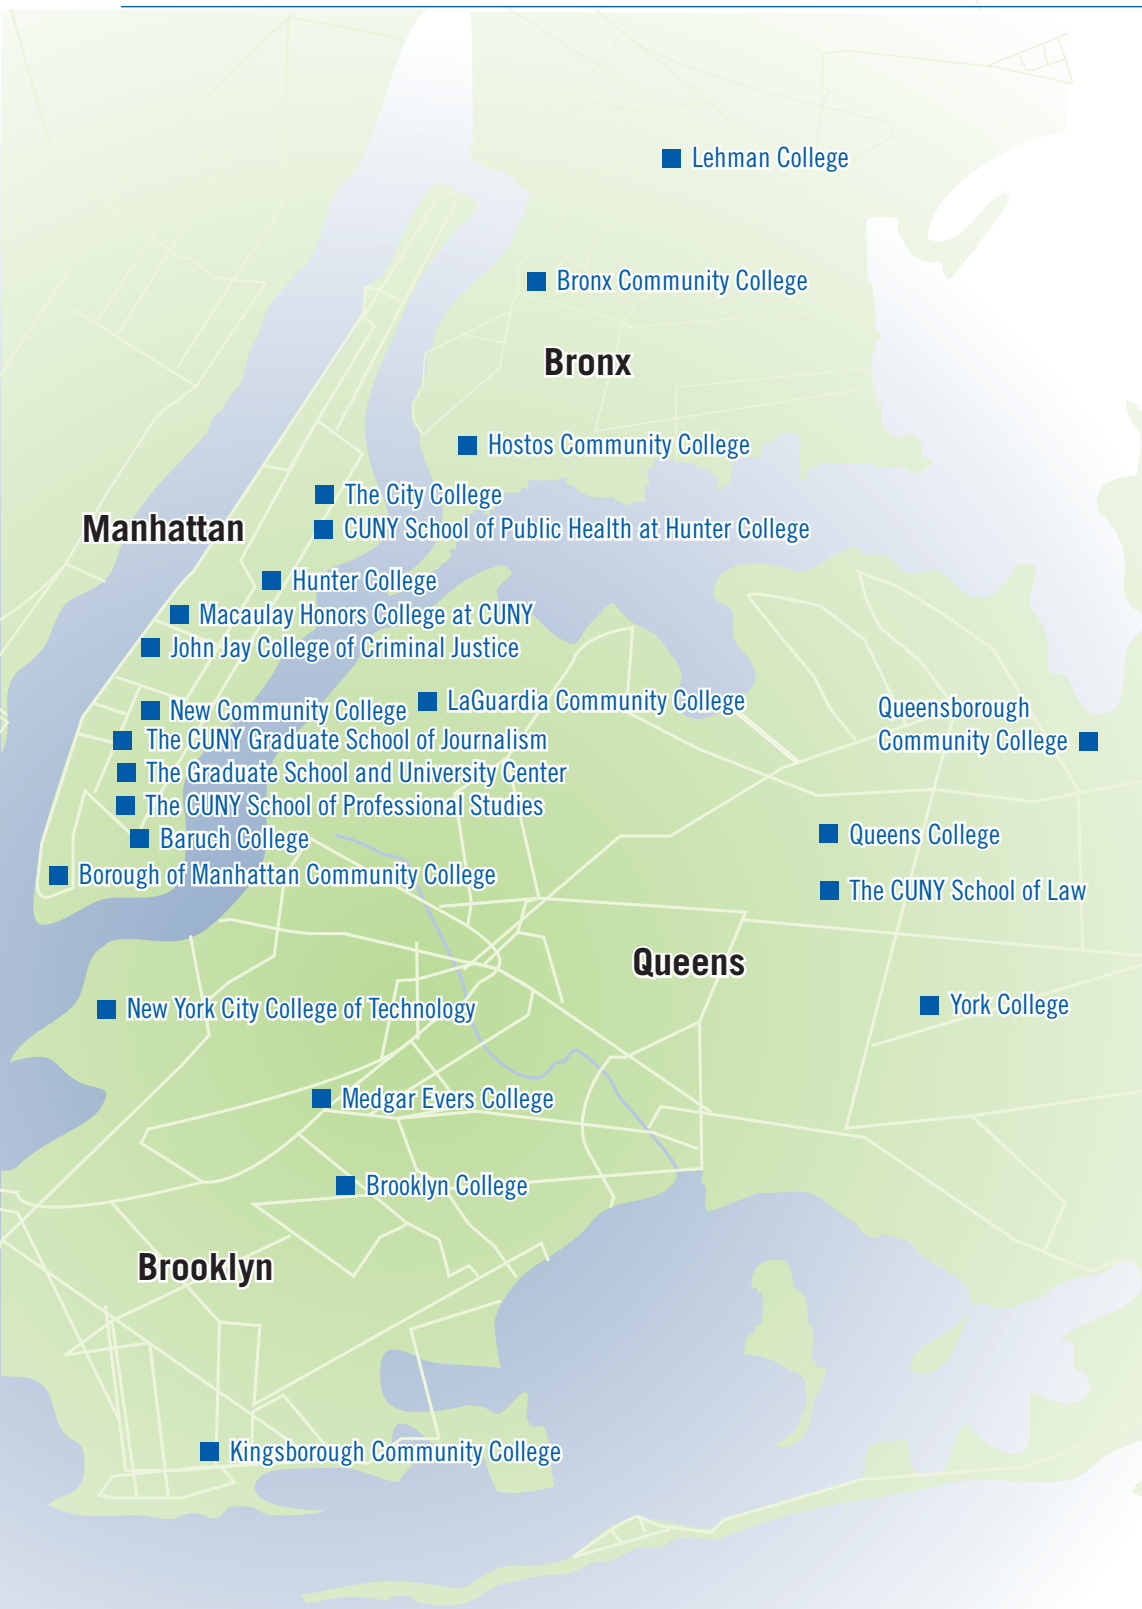 Lehman College
Bronx Community College
Bronx
Hostos Community College
The City College
Manhattan
CUNY School of Public Health at Hunter College
Hunter College
Macaulay Honors College at CUNY
John Jay College of Criminal Justice
LaGuardia Community College
New Community College
Queensborough
Community College
The CUNY Graduate School of Journalism
The Graduate School and University Center
The CUNY School of Professional Studies
Baruch College
Queens College
Borough of Manhattan Community College
The CUNY School of Law
Queens
New York City College of Technology
York College
Medgar Evers College
Brooklyn College
Brooklyn
Kingsborough Community College